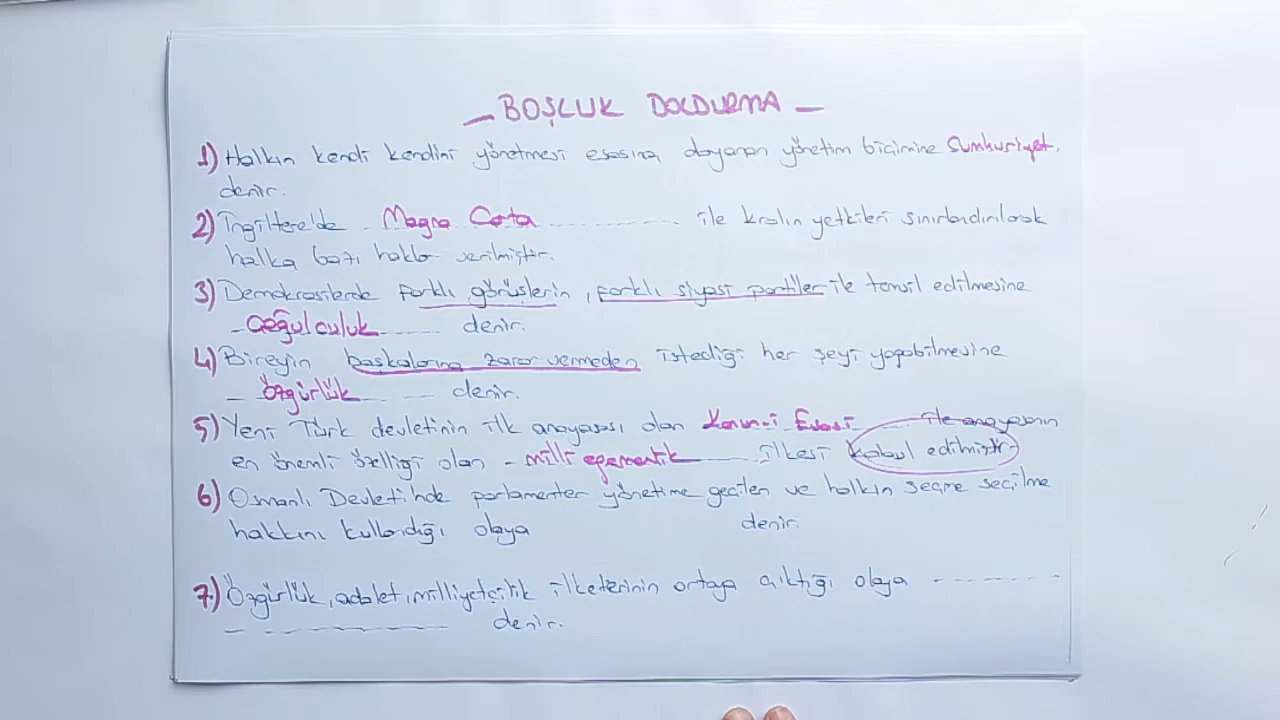 BOŞLUK DOLDURMA
1) Halkın kendi kendini yönetmesi esasına dayanan yönetim biçimine Cumhuriyet.
denir.
2) İngiltere'de Magna Carta ile kralın yetkileri sınırlandırılarak
halka bazı haklar verilmiştir.
3) Demokrasilerde farklı görüşlerin, farklı siyasi partiler ile temsil edilmesine
Çoğulculuk denir.
4) Bireyin başkalarına zarar vermeden istediği her şeyi yapabilmesine
Özgürlük denir.
5) Yeni Türk devletinin ilk anayasası olan Kanun-i Esasi ile anayasanın
en önemli özelliği olan milli egemenlik ilkesi kabul edilmiştir.
6) Osmanlı Devleti'nde parlamenter yönetime geçilen ve halkın seçme seçilme
hakkını kullandığı olaya denir.
7) Özgürlük, adalet, milliyetçilik ilkelerinin ortaya çıktığı olaya
denir.